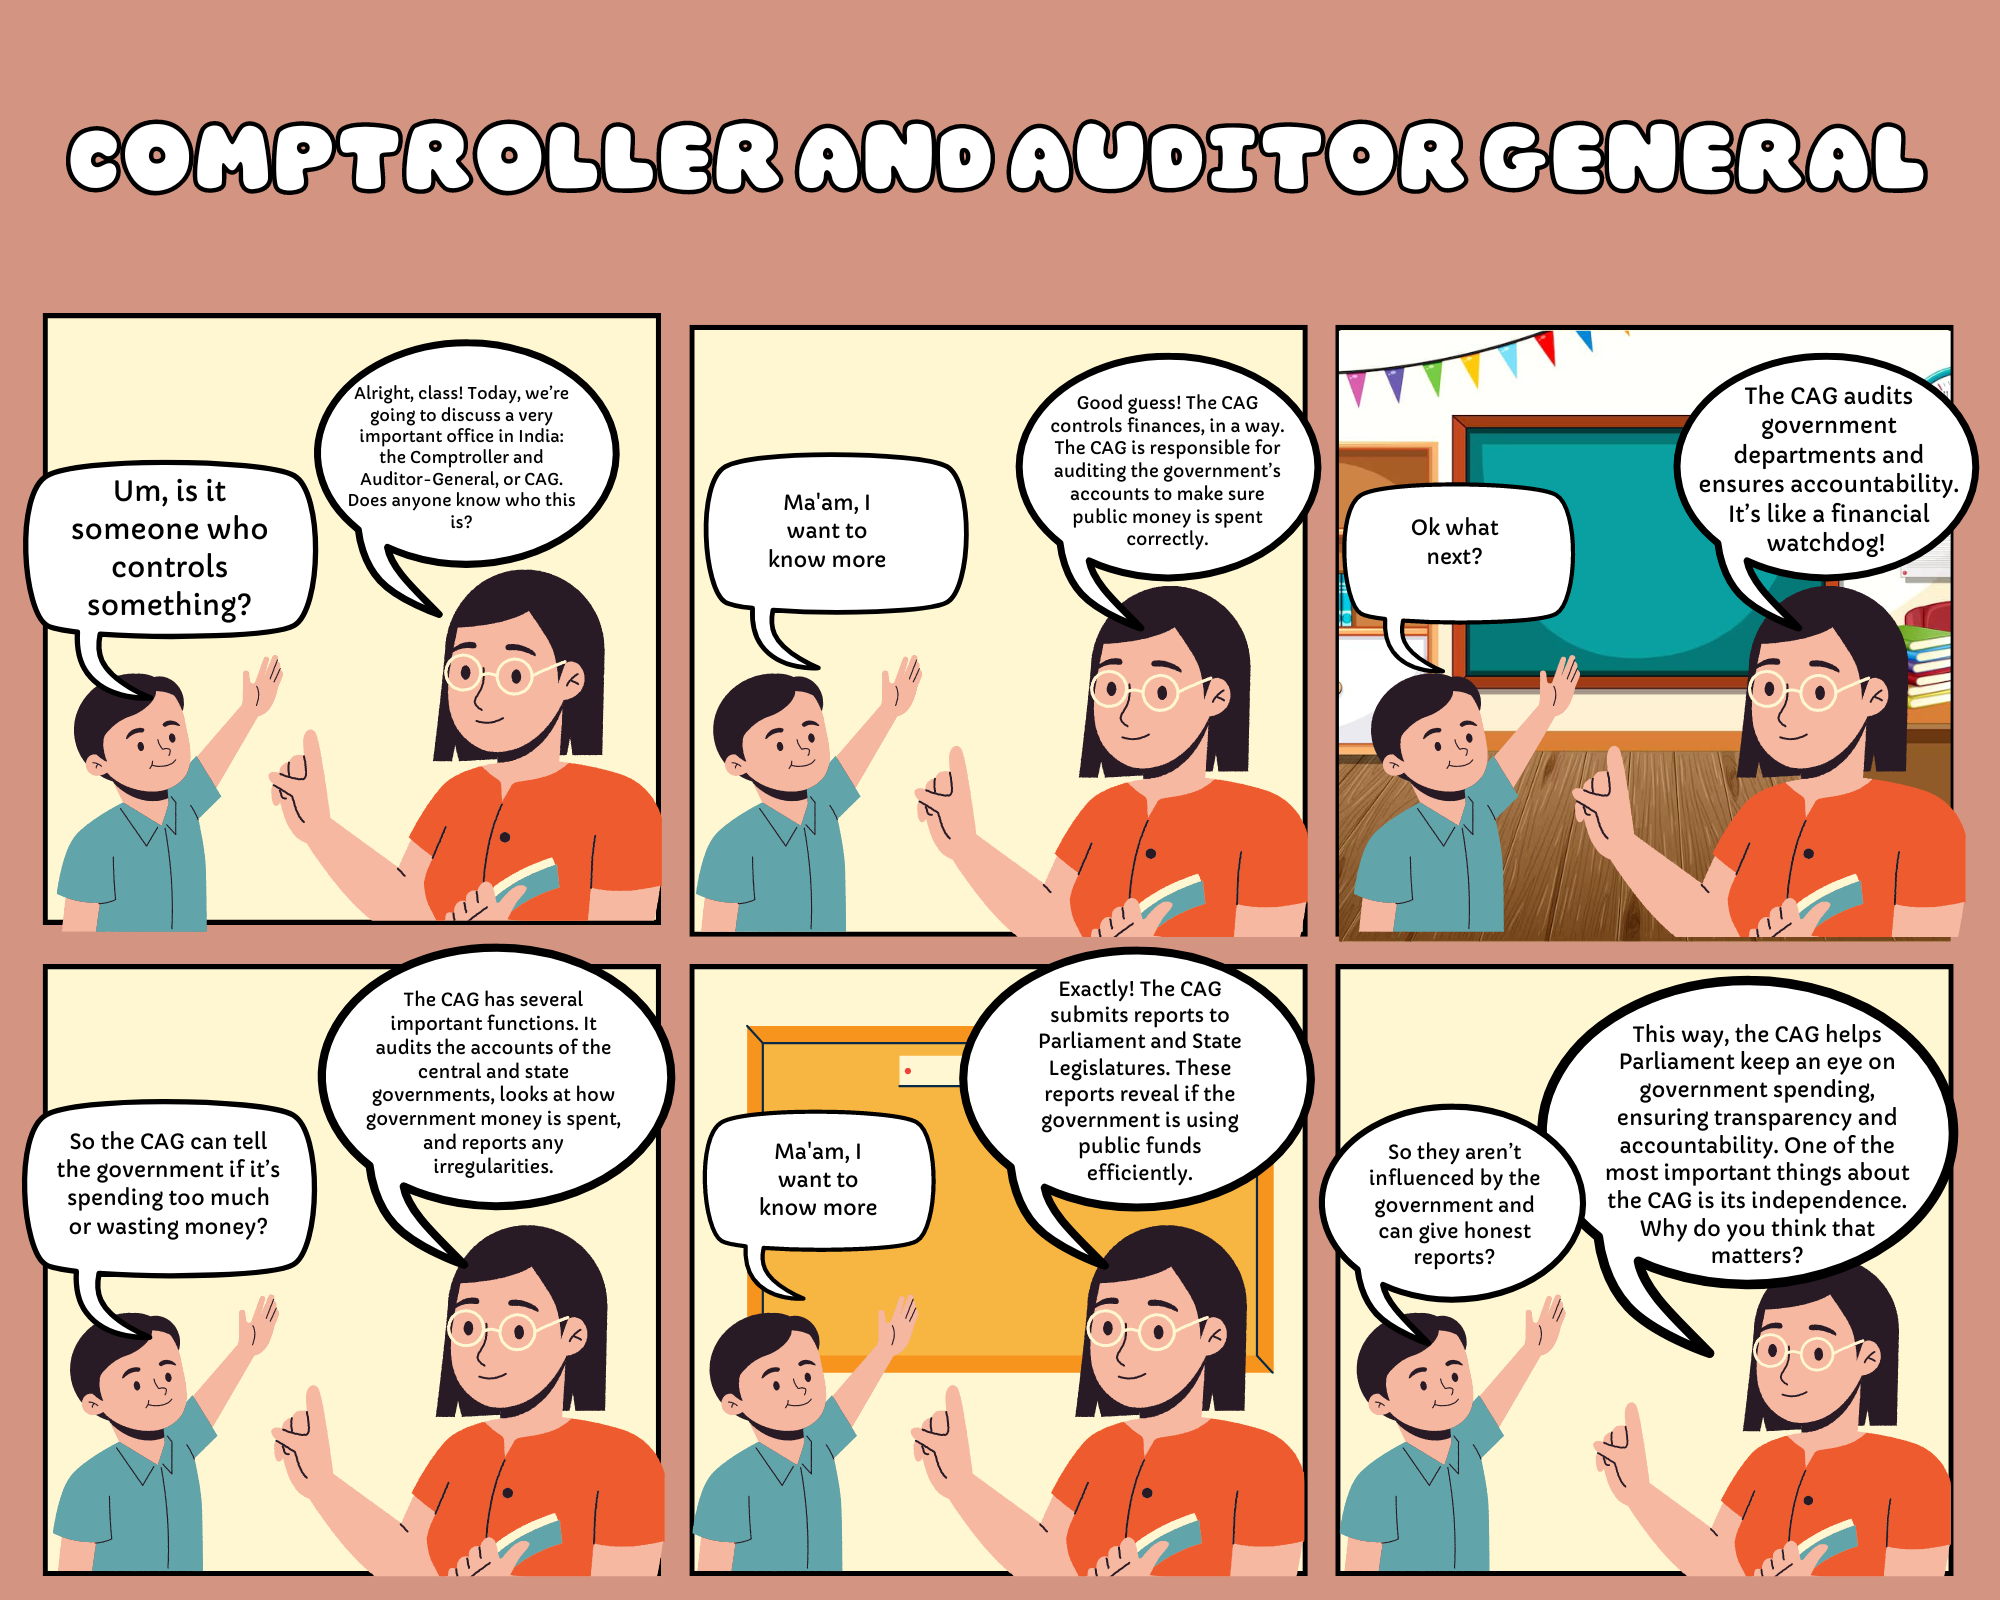 COMPTROLLER AND AUDITOR GENERAL
Alright, class! Today, we're
going to discuss a very
important office in India:
the Comptroller and
Auditor-General, or CAG.
Does anyone know who this
is?
Um, is it
someone who
controls
something?
Good guess! The CAG
controls finances, in a way.
The CAG is responsible for
auditing the government's
accounts to make sure
public money is spent
correctly.
Ma'am, I
want to
know more
The CAG audits
government
departments and
ensures accountability.
It's like a financial
watchdog!
Ok what
next?
The CAG has several
important functions. It
audits the accounts of the
central and state
governments, looks at how
government money is spent,
and reports any
irregularities.
So the CAG can tell
the government if it's
spending too much
or wasting money?
Exactly! The CAG
submits reports to
Parliament and State
Legislatures. These
reports reveal if the
government is using
public funds
efficiently.
Ma'am, I
want to
know more
This way, the CAG helps
Parliament keep an eye on
government spending,
ensuring transparency and
accountability. One of the
most important things about
the CAG is its independence.
Why do you think that
matters?
So they aren't
influenced by the
government and
can give honest
reports?